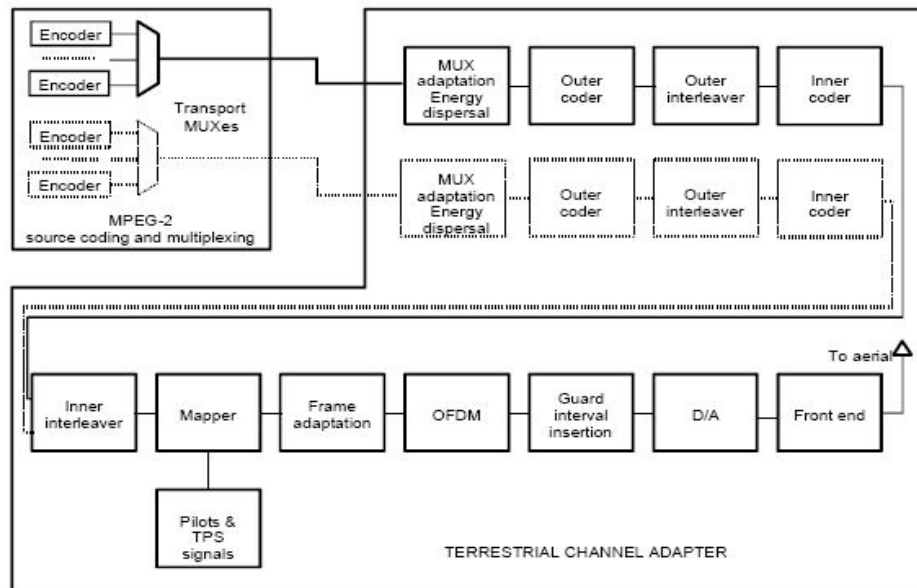 Encoder
Encoder
Transport
MUXes
Encoder
Encoder
MPEG-2
source coding and multiplexing
MUX
adaptation
Energy
dispersal
Outer
coder
Outer
interleaver
Inner
coder
MUX
adaptation
Energy
dispersal
Outer
coder
Outer
interleaver
Inner
coder
To aerial
Inner
interleaver
Mapper
Frame
adaptation
OFDM
Guard
interval
insertion
D/A
Front end
Pilots &
TPS
signals
TERRESTRIAL CHANNEL ADAPTER